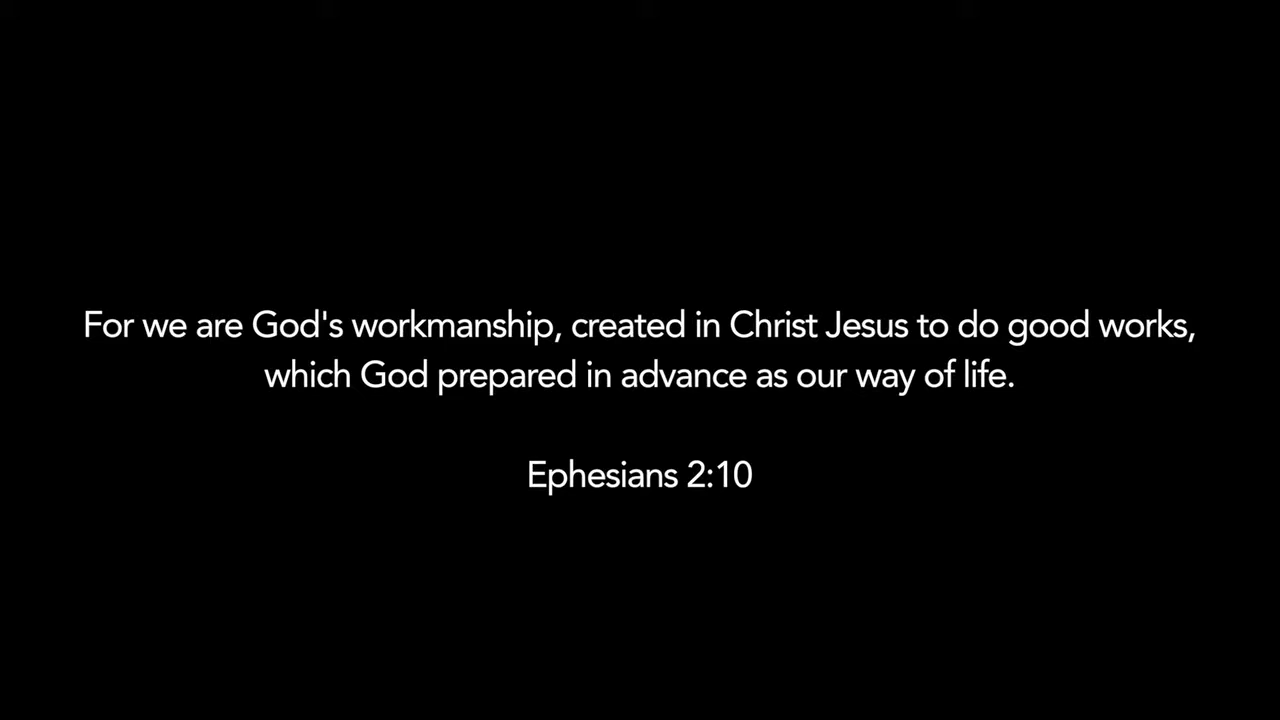 For we are God's workmanship, created in Christ Jesus to do good works,
which God prepared in advance as our way of life.
Ephesians 2:10